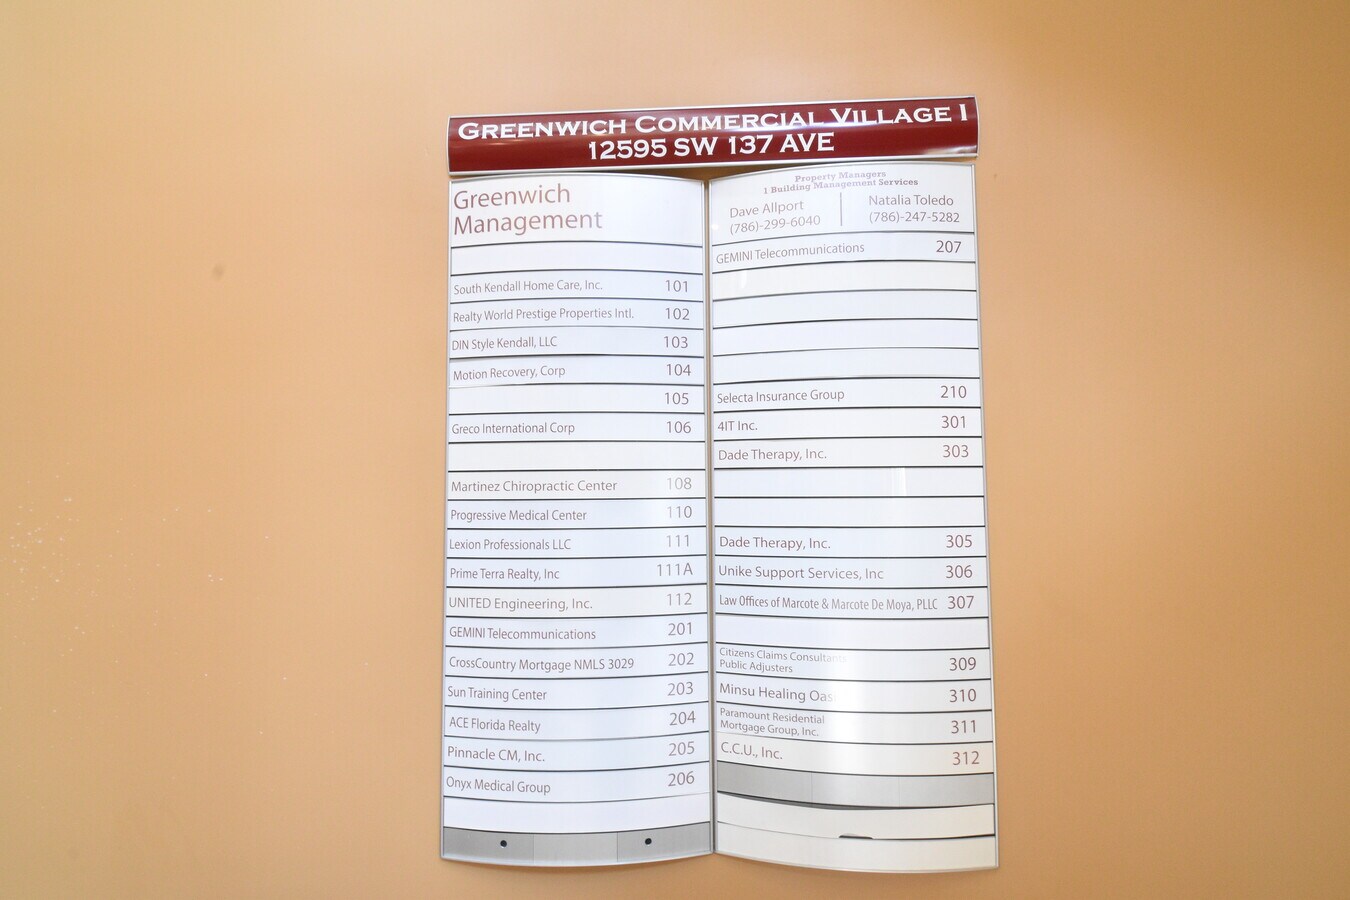 Greenwich Commercial Village I
12595 SW 137 AVE
Greenwich
Management
South Kendall Home Care, Inc. 101
Realty World Prestige Properties Intl. 102
DIN Style Kendall, LLC 103
Motion Recovery, Corp 104
105
Greco International Corp 106
Martinez Chiropractic Center 108
Progressive Medical Center 110
Lexion Professionals LLC 111
Prime Terra Realty, Inc 111A
UNITED Engineering, Inc. 112
GEMINI Telecommunications 201
CrossCountry Mortgage NMLS 3029 202
Sun Training Center 203
ACE Florida Realty 204
Pinnacle CM, Inc. 205
Onyx Medical Group 206
Property Managers
1 Building Management Services
Dave Allport Natalia Toledo
(786)-299-6040 (786)-247-5282
GEMINI Telecommunications 207
Selecta Insurance Group 210
4IT Inc. 301
Dade Therapy, Inc. 303
Dade Therapy, Inc. 305
Unike Support Services, Inc 306
Law Offices of Marcote & Marcote De Moya, PLLC 307
Citizens Claims Consultants
Public Adjusters 309
Minsu Healing Oas 310
Paramount Residential
Mortgage Group, Inc. 311
C.C.U., Inc. 312